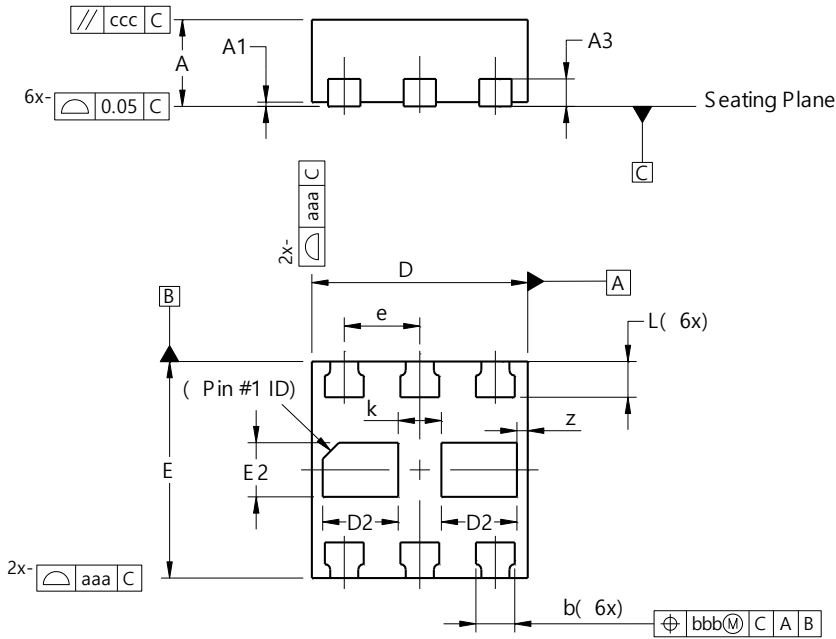 // ccc C
A
A1
A3
6x- ⌓ 0.05 C
Seating Plane
C
2x- ⌓ aaa C
D
A
B
e
L( 6x)
( Pin #1 ID)
k
z
E
E2
D2
D2
2x- ⌓ aaa C
b( 6x)
⌖ bbbⓂ C A B